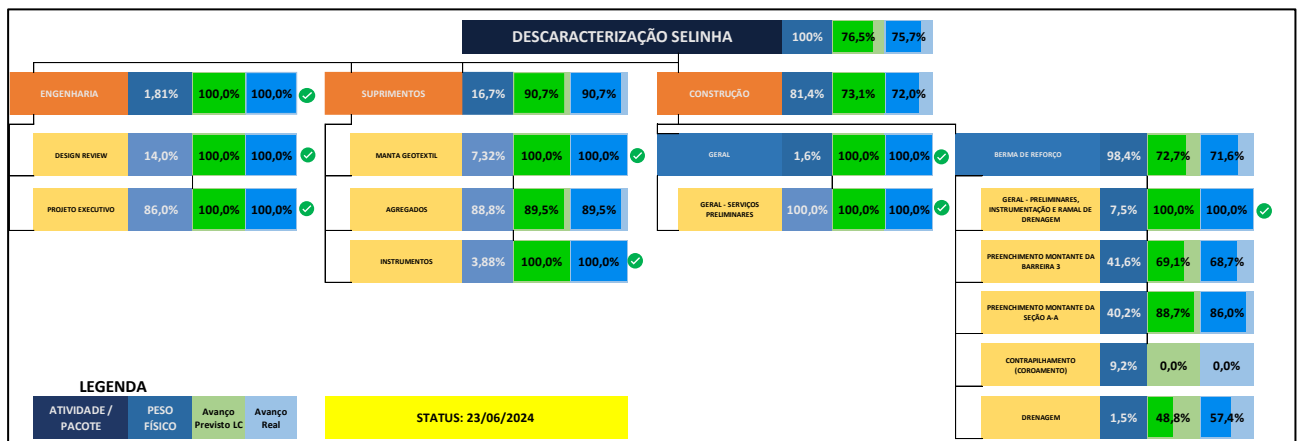 DESCARACTERIZAÇÃO SELINHA 100% 76,5% 75,7%
ENGENHARIA 1,81% 100,0% 100,0%
SUPRIMENTOS 16,7% 90,7% 90,7%
CONSTRUÇÃO 81,4% 73,1% 72,0%
DESIGN REVIEW 14,0% 100,0% 100,0%
MANTA GEOTEXTIL 7,32% 100,0% 100,0%
GERAL 1,6% 100,0% 100,0%
BERMA DE REFORÇO 98,4% 72,7% 71,6%
PROJETO EXECUTIVO 86,0% 100,0% 100,0%
AGREGADOS 88,8% 89,5% 89,5%
GERAL - SERVIÇOS
PRELIMINARES 100,0% 100,0% 100,0%
GERAL - PRELIMINARES,
INSTRUMENTAÇÃO E RAMAL DE
DRENAGEM 7,5% 100,0% 100,0%
INSTRUMENTOS 3,88% 100,0% 100,0%
PREENCHIMENTO MONTANTE DA
BARREIRA 3 41,6% 69,1% 68,7%
PREENCHIMENTO MONTANTE DA
SEÇÃO A-A 40,2% 88,7% 86,0%
CONTRAPILHAMENTO
(COROAMENTO) 9,2% 0,0% 0,0%
DRENAGEM 1,5% 48,8% 57,4%
LEGENDA
ATIVIDADE /
PACOTE
PESO
FÍSICO
Avanço
Previsto LC
Avanço
Real
STATUS: 23/06/2024